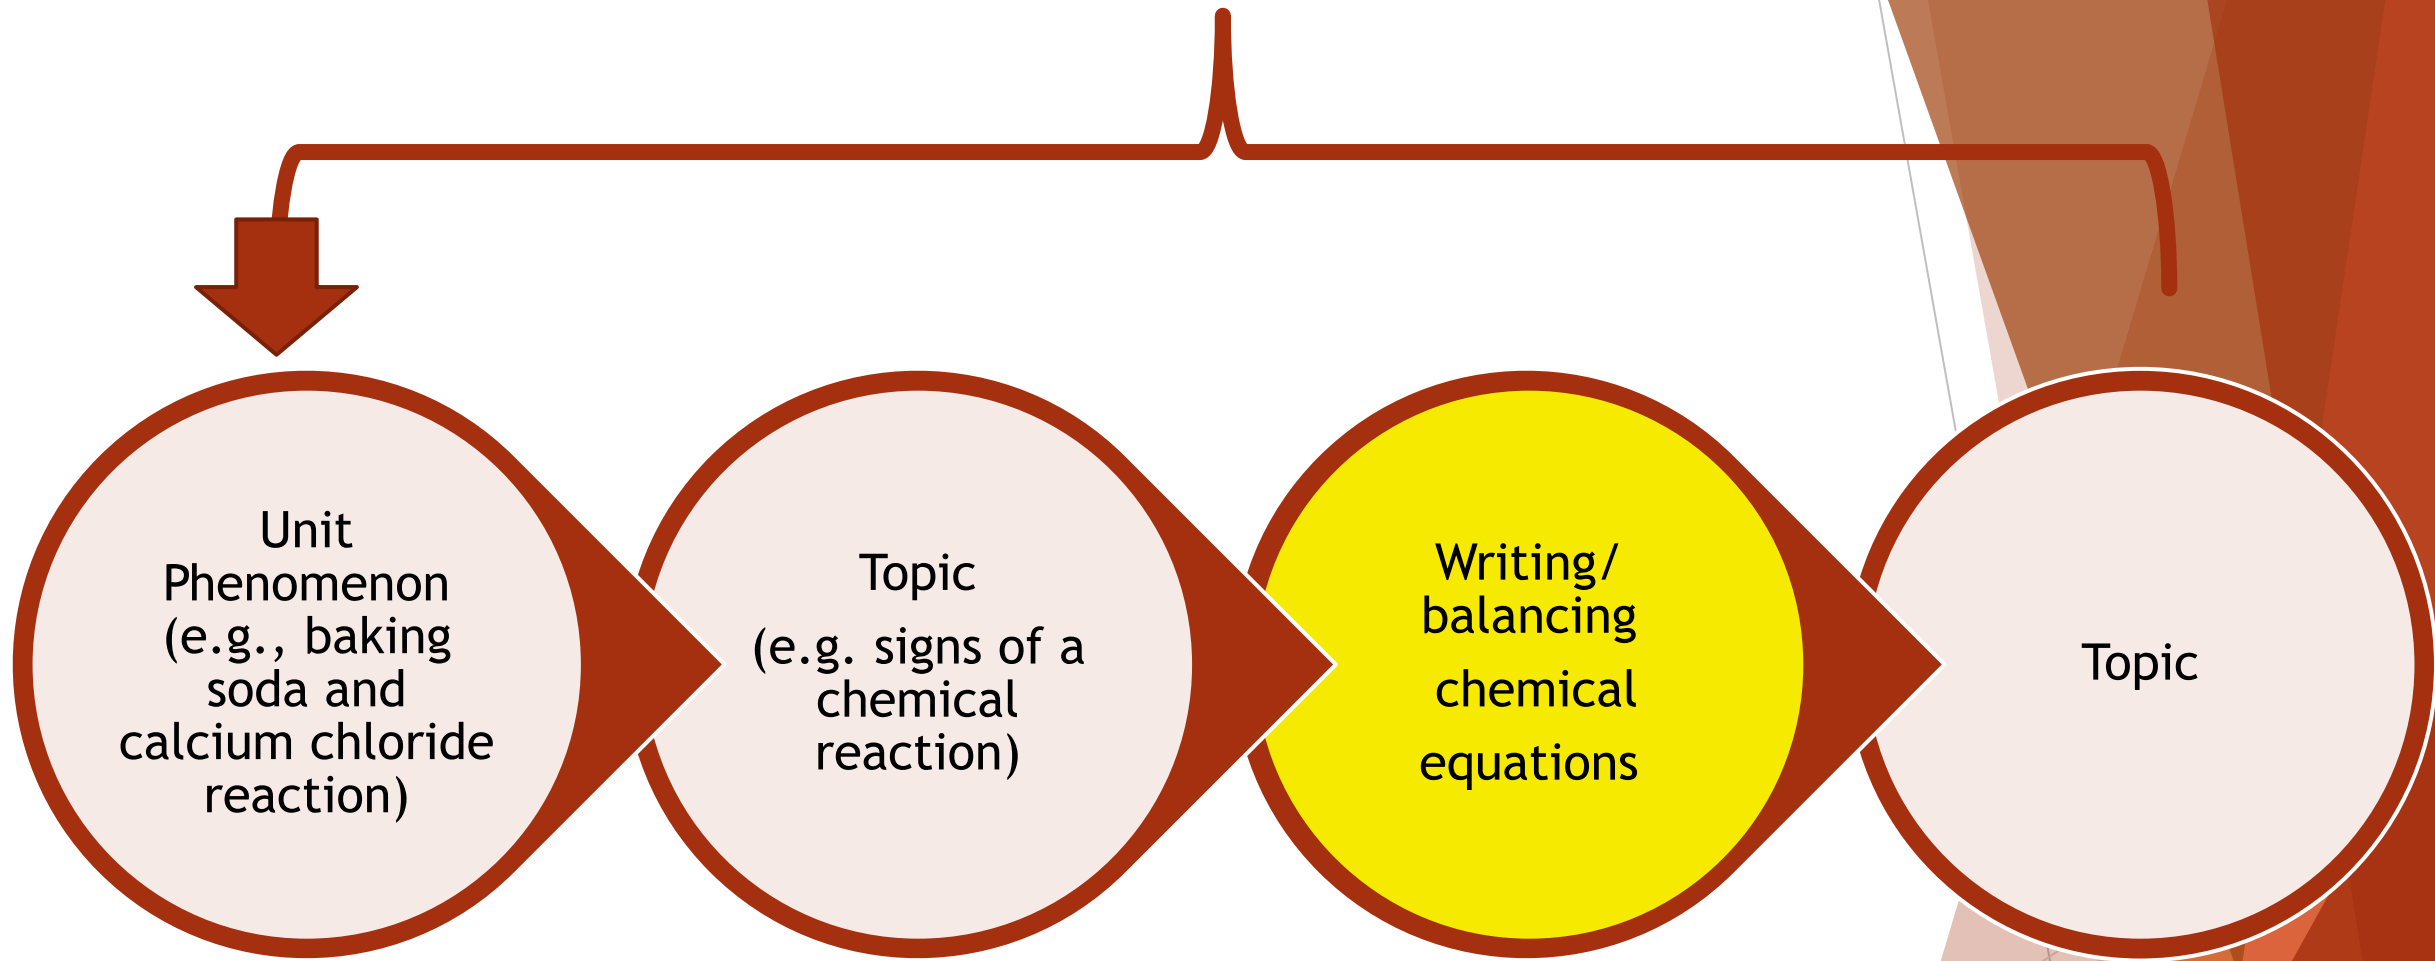 Unit
Phenomenon
(e.g., baking
soda and
calcium chloride
reaction)
Topic
(e.g. signs of a
chemical
reaction)
Writing/
balancing
chemical
equations
Topic